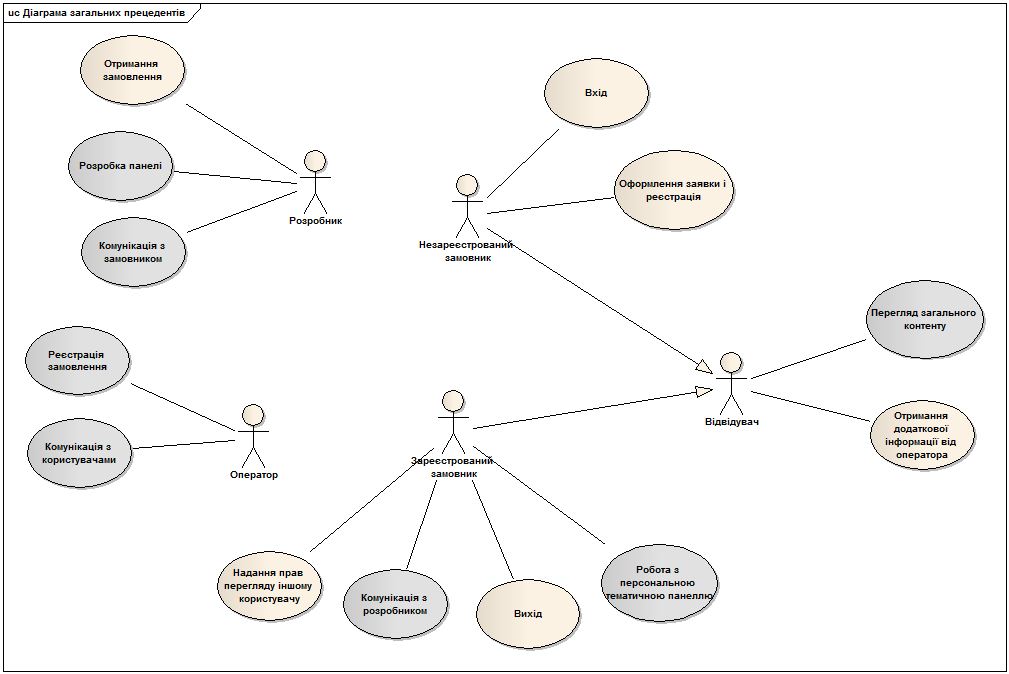 uc Діаграма загальних прецедентів
Отримання
замовлення
Розробка панелі
Комунікація з
замовником
Розробник
Вхід
Оформлення заявки і
реєстрація
Незареєстрований
замовник
Перегляд загального
контенту
Отримання
додаткової
інформації від
оператора
Відвідувач
Реєстрація
замовлення
Комунікація з
користувачами
Оператор
Зареєстрований
замовник
Надання прав
перегляду іншому
користувачу
Комунікація з
розробником
Вихід
Робота з
персональною
тематичною панеллю